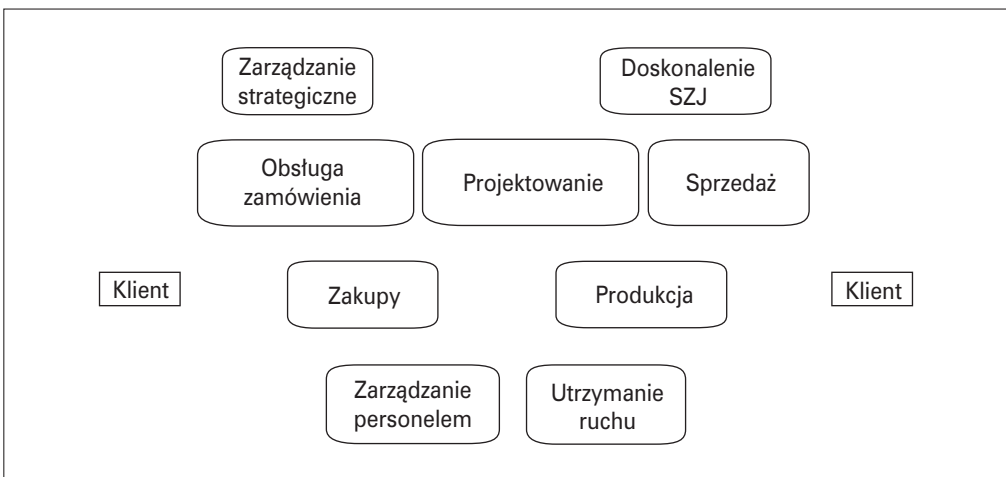 Zarządzanie
strategiczne
Doskonalenie
SZJ
Obsługa
zamówienia
Projektowanie
Sprzedaż
Klient
Zakupy
Produkcja
Klient
Zarządzanie
personelem
Utrzymanie
ruchu